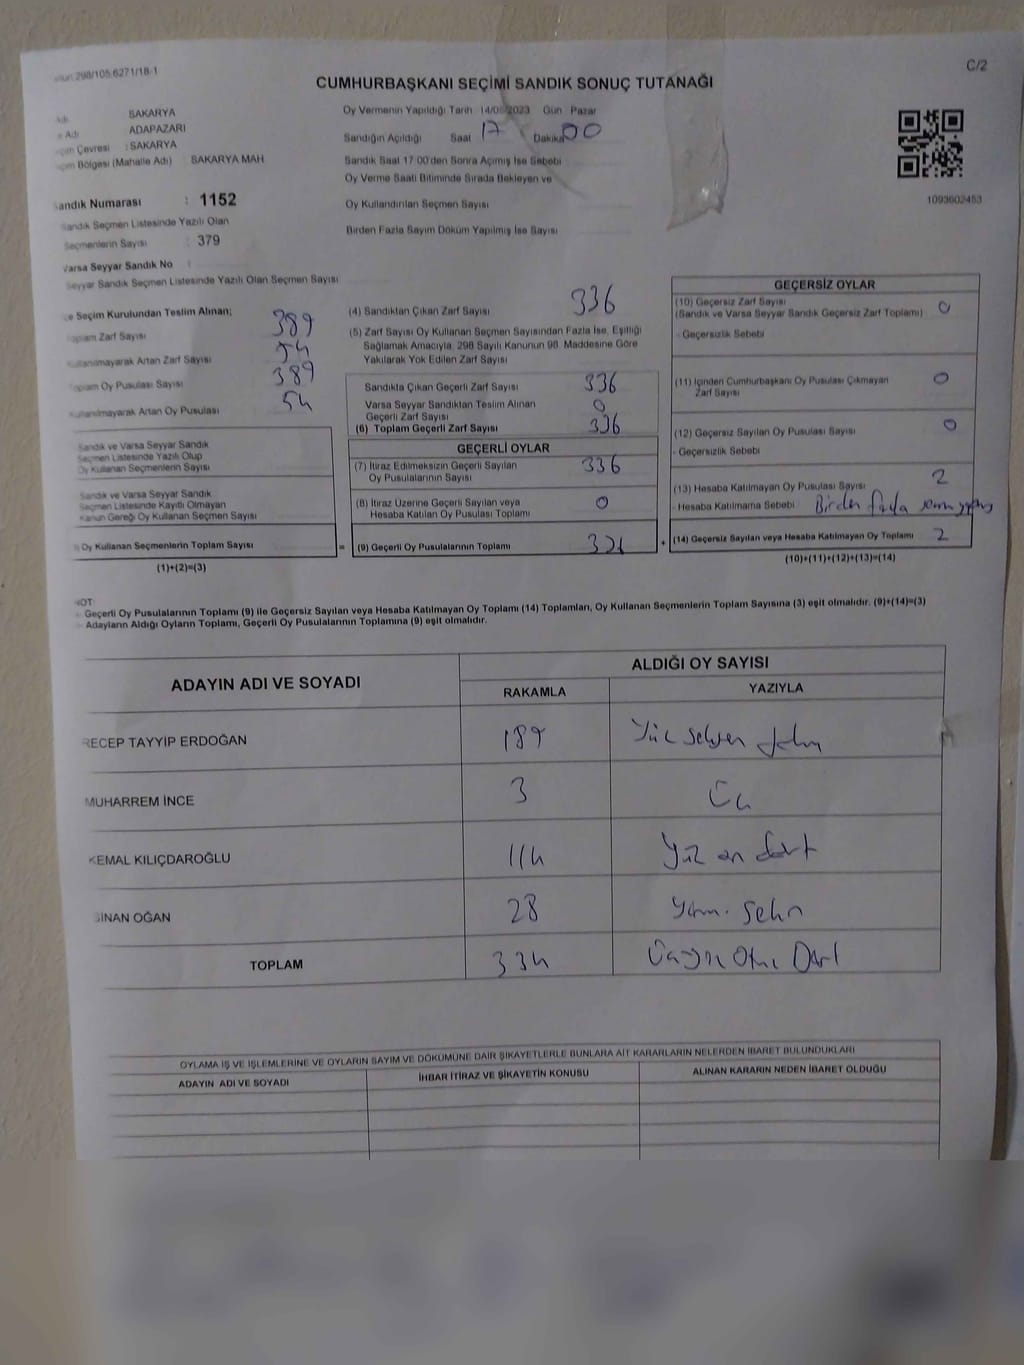 298/105.6271/18-1
C/2
CUMHURBAŞKANI SEÇİMİ SANDIK SONUÇ TUTANAĞI
SAKARYA
Adı ADAPAZARI
Çevresi : SAKARYA
Bölgesi (Mahalle Adı) : SAKARYA MAH
Sandık Numarası : 1152
Sandık Seçmen Listesinde Yazılı Olan
Seçmenlerin Sayısı : 379
Varsa Seyyar Sandık No :
Seyyar Sandık Seçmen Listesinde Yazılı Olan Seçmen Sayısı
Oy Vermenin Yapıldığı Tarih 14/05/2023 Gün Pazar
Sandığın Açıldığı Saat 17 Dakika 00
Sandık Saat 17:00'den Sonra Açımış İse Sebebi
Oy Verme Saati Bitiminde Sırada Bekleyen ve
Oy Kullandırılan Seçmen Sayısı
Birden Fazla Sayım Döküm Yapılmış İse Sayısı
1093602453
İlçe Seçim Kurulundan Teslim Alınan;
Toplam Zarf Sayısı 389
Kullanılmayarak Artan Zarf Sayısı 54
Toplam Oy Pusulası Sayısı 389
Kullanılmayarak Artan Oy Pusulası 54
Sandık ve Varsa Seyyar Sandık
Seçmen Listesinde Yazılı Olup
Oy Kullanan Seçmenlerin Sayısı
Sandık ve Varsa Seyyar Sandık
Seçmen Listesinde Kayıtlı Olmayan
Kanun Gereği Oy Kullanan Seçmen Sayısı
Oy Kullanan Seçmenlerin Toplam Sayısı
(1)+(2)=(3)
(4) Sandıktan Çıkan Zarf Sayısı 336
(5) Zarf Sayısı Oy Kullanan Seçmen Sayısından Fazla İse, Eşitliği
Sağlamak Amacıyla, 298 Sayılı Kanunun 98. Maddesine Göre
Yakılarak Yok Edilen Zarf Sayısı
Sandıkta Çıkan Geçerli Zarf Sayısı 336
Varsa Seyyar Sandıktan Teslim Alınan
Geçerli Zarf Sayısı 0
(6) Toplam Geçerli Zarf Sayısı 336
GEÇERLİ OYLAR
(7) İtiraz Edilmeksizin Geçerli Sayılan
Oy Pusulalarının Sayısı 336
(8) İtiraz Üzerine Geçerli Sayılan veya
Hesaba Katılan Oy Pusulası Toplamı 0
= (9) Geçerli Oy Pusulalarının Toplamı
GEÇERSİZ OYLAR
(10) Geçersiz Zarf Sayısı
(Sandık ve Varsa Seyyar Sandık Geçersiz Zarf Toplamı) 0
- Geçersizlik Sebebi
(11) İçinden Cumhurbaşkanı Oy Pusulası Çıkmayan
Zarf Sayısı 0
(12) Geçersiz Sayılan Oy Pusulası Sayısı 0
- Geçersizlik Sebebi
(13) Hesaba Katılmayan Oy Pusulası Sayısı 2
- Hesaba Katılmama Sebebi Birden fazla
+ (14) Geçersiz Sayılan veya Hesaba Katılmayan Oy Toplamı 2
(10)+(11)+(12)+(13)=(14)
NOT:
- Geçerli Oy Pusulalarının Toplamı (9) ile Geçersiz Sayılan veya Hesaba Katılmayan Oy Toplamı (14) Toplamları, Oy Kullanan Seçmenlerin Toplam Sayısına (3) eşit olmalıdır. (9)+(14)=(3)
- Adayların Aldığı Oyların Toplamı, Geçerli Oy Pusulalarının Toplamına (9) eşit olmalıdır.
ADAYIN ADI VE SOYADI
ALDIĞI OY SAYISI
RAKAMLA YAZIYLA
RECEP TAYYİP ERDOĞAN 189 Yüz seksen dokuz
MUHARREM İNCE 3 Üç
KEMAL KILIÇDAROĞLU 114 Yüz on dört
SİNAN OĞAN 28 Yirmi Sekiz
TOPLAM 334 Üçyüz Otuz Dört
OYLAMA İŞ VE İŞLEMLERİNE VE OYLARIN SAYIM VE DÖKÜMÜNE DAİR ŞİKAYETLERLE BUNLARA AİT KARARLARIN NELERDEN İBARET BULUNDUKLARI
ADAYIN ADI VE SOYADI İHBAR İTİRAZ VE ŞİKAYETİN KONUSU ALINAN KARARIN NEDEN İBARET OLDUĞU